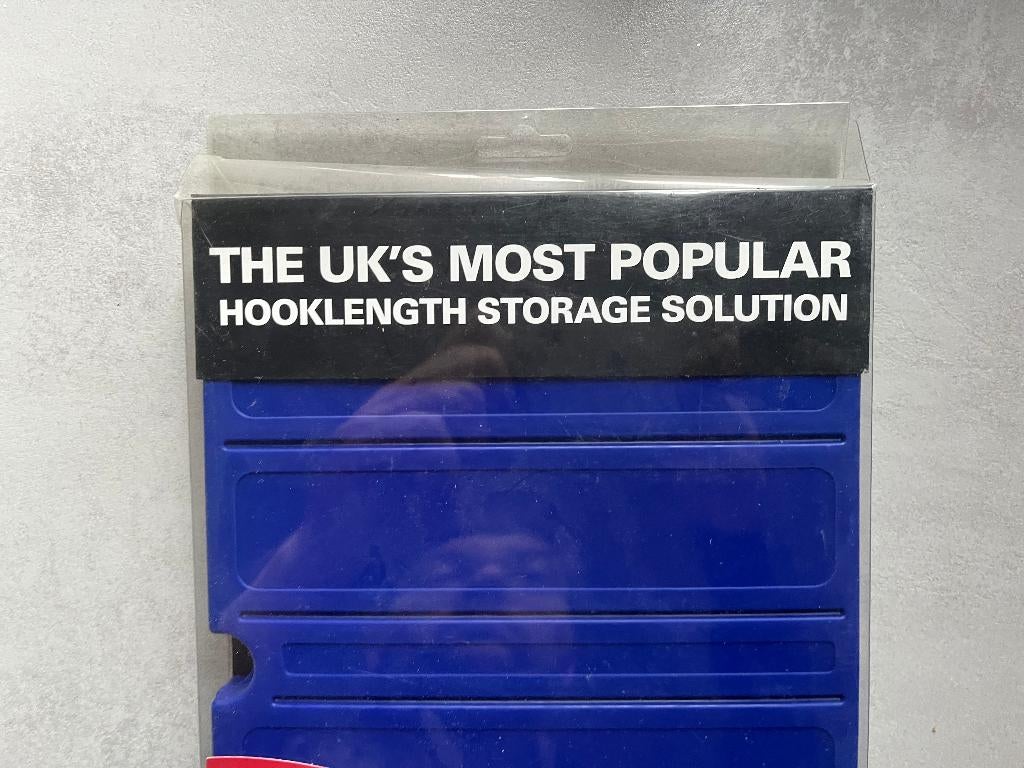 THE UK'S MOST POPULAR
HOOKLENGTH STORAGE SOLUTION